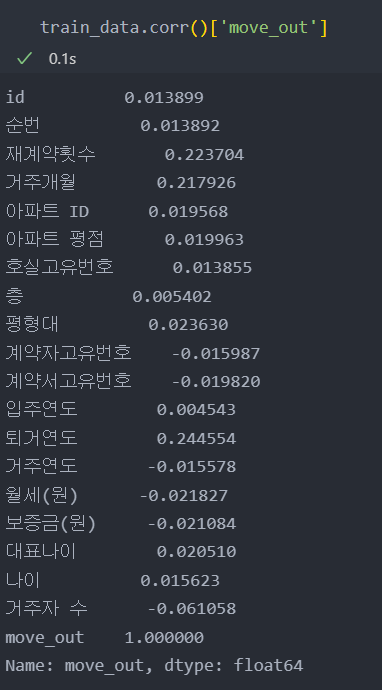 train_data.corr()['move_out']
✓ 0.1s
id 0.013899
순번 0.013892
재계약횟수 0.223704
거주개월 0.217926
아파트 ID 0.019568
아파트 평점 0.019963
호실고유번호 0.013855
층 0.005402
평형대 0.023630
계약자고유번호 -0.015987
계약서고유번호 -0.019820
입주연도 0.004543
퇴거연도 0.244554
거주연도 -0.015578
월세(원) -0.021827
보증금(원) -0.021084
대표나이 0.020510
나이 0.015623
거주자 수 -0.061058
move_out 1.000000
Name: move_out, dtype: float64